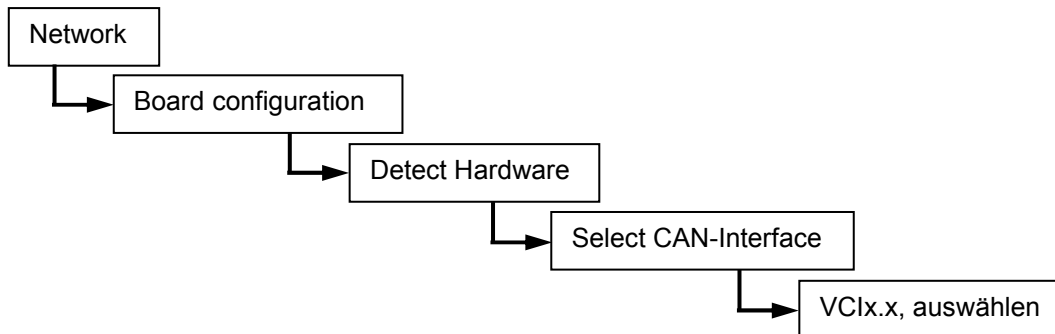 Network
Board configuration
Detect Hardware
Select CAN-Interface
VCIx.x, auswählen